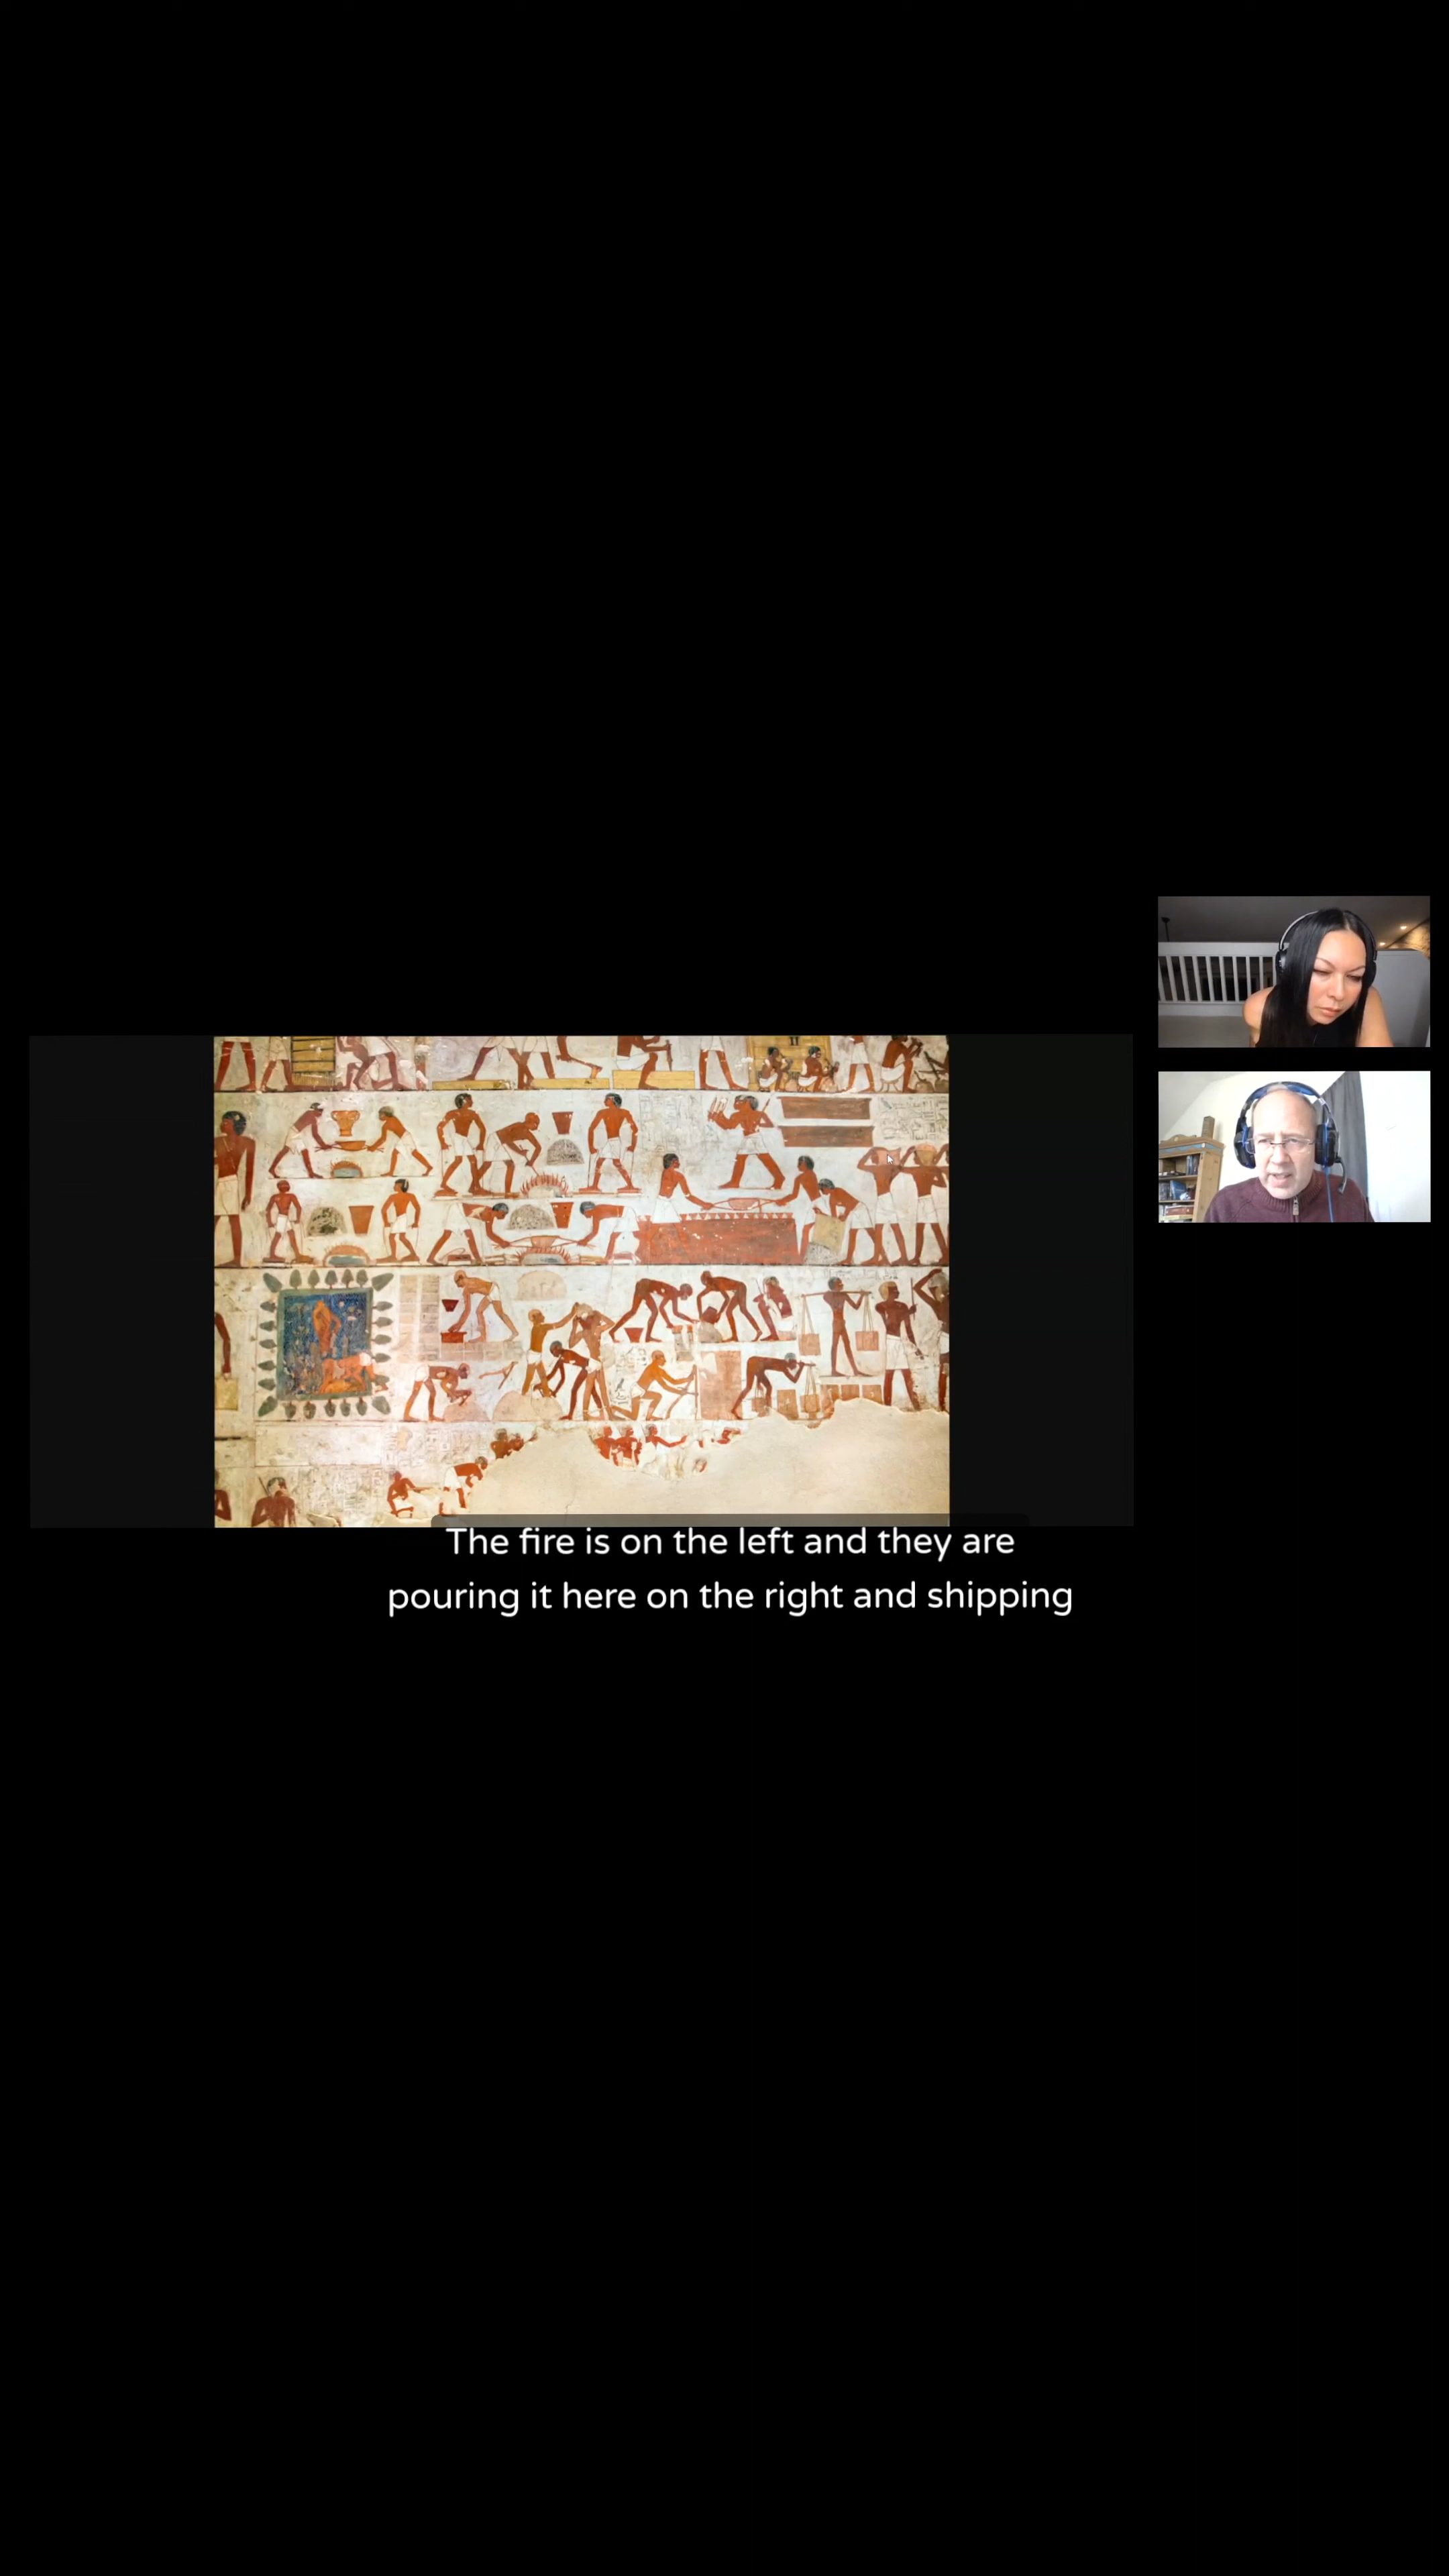 The fire is on the left and they are
pouring it here on the right and shipping